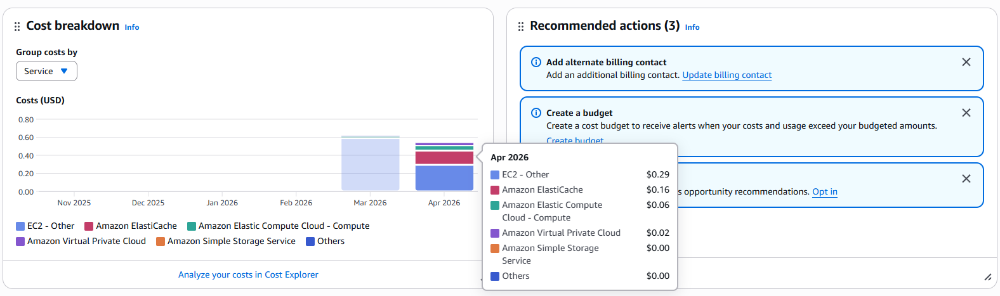 Cost breakdown Info
Group costs by
Service
Costs (USD)
0.80
0.60
0.40
0.20
0.00
Nov 2025 Dec 2025 Jan 2026 Feb 2026 Mar 2026 Apr 2026
EC2 - Other Amazon ElastiCache Amazon Elastic Compute Cloud - Compute
Amazon Virtual Private Cloud Amazon Simple Storage Service Others
Analyze your costs in Cost Explorer
Recommended actions (3) Info
Add alternate billing contact
Add an additional billing contact. Update billing contact
Create a budget
Create a cost budget to receive alerts when your costs and usage exceed your budgeted amounts.
Create budget
s opportunity recommendations. Opt in
Apr 2026
EC2 - Other $0.29
Amazon ElastiCache $0.16
Amazon Elastic Compute $0.06
Cloud - Compute
Amazon Virtual Private Cloud $0.02
Amazon Simple Storage $0.00
Service
Others $0.00